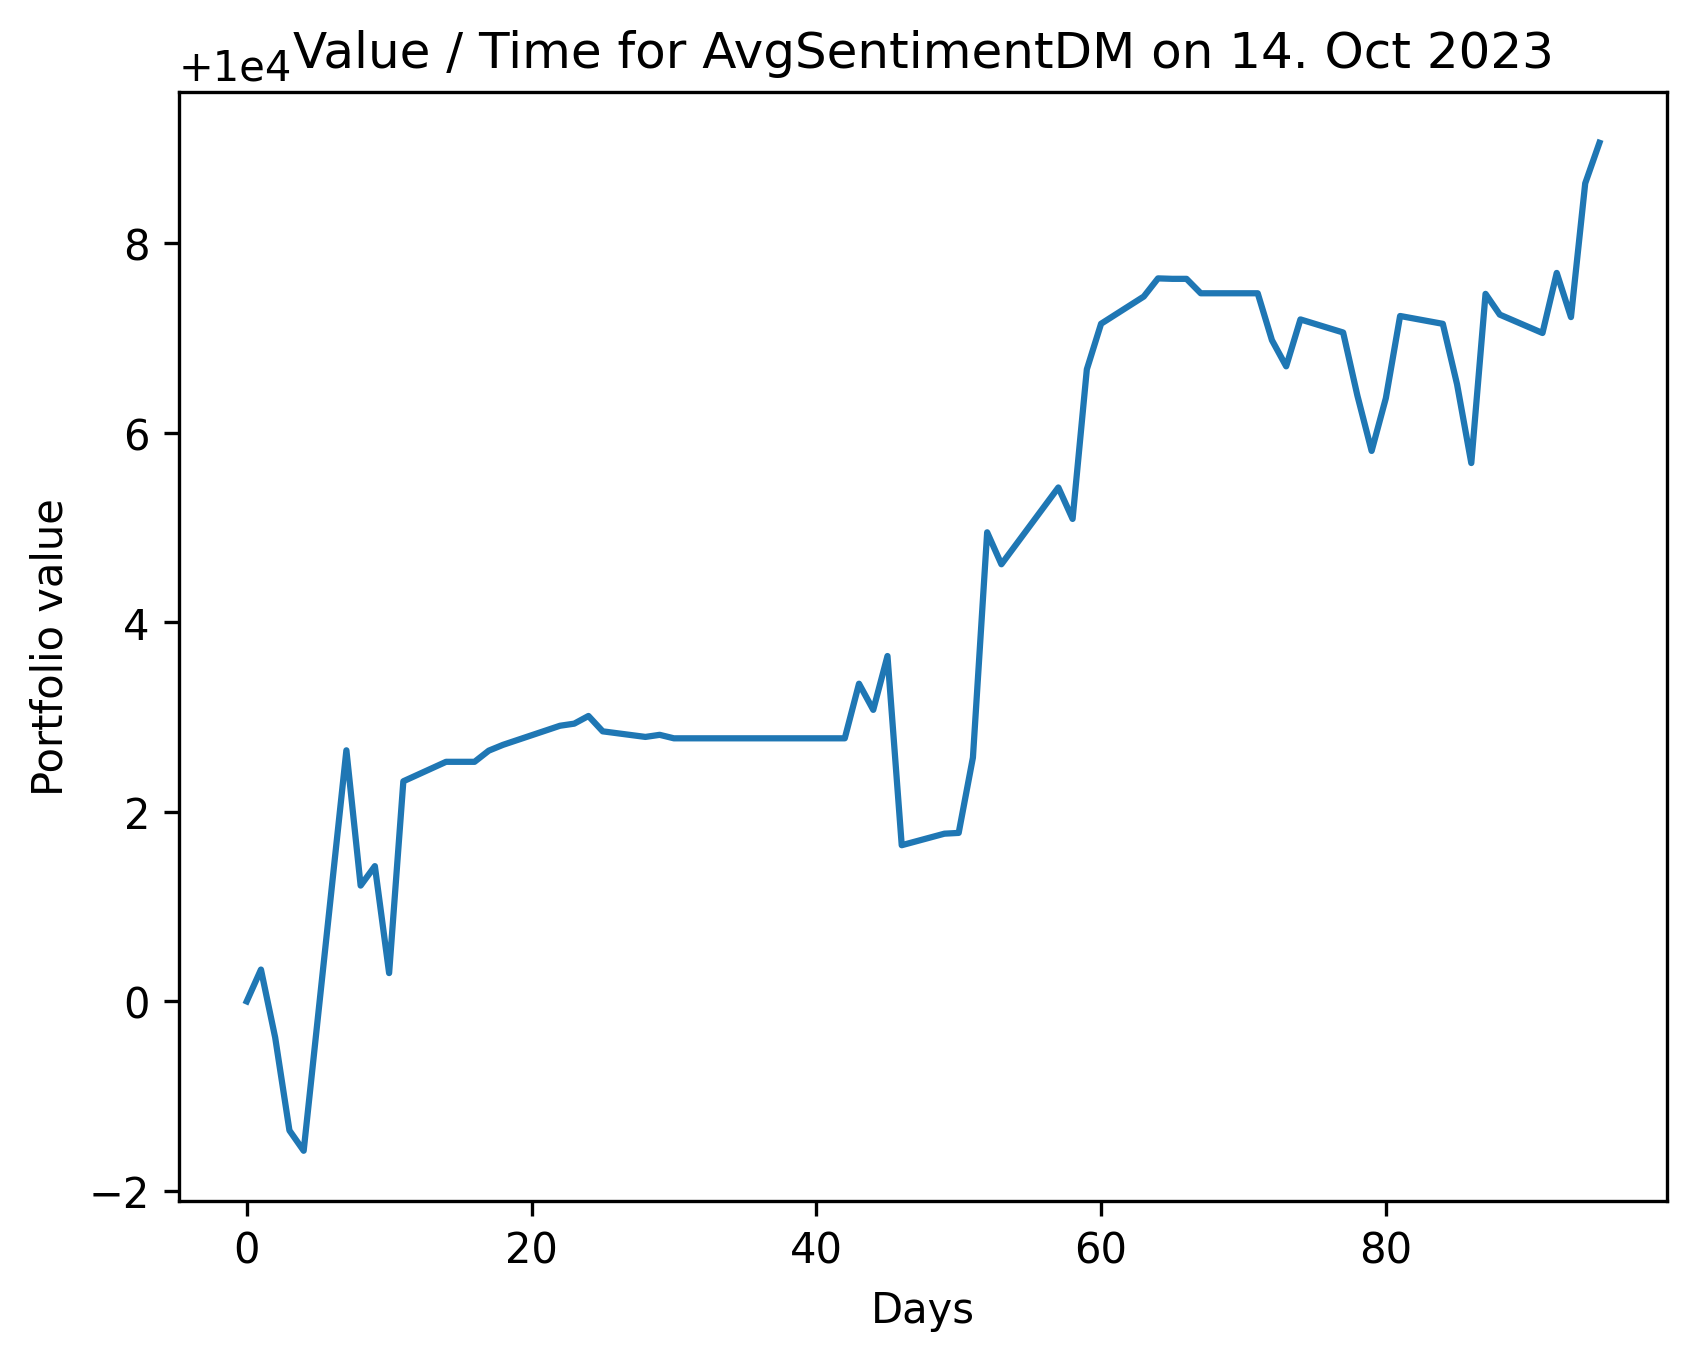 Value / Time for AvgSentimentDM on 14. Oct 2023
+1e4
8
6
4
2
0
−2
Portfolio value
0 20 40 60 80
Days